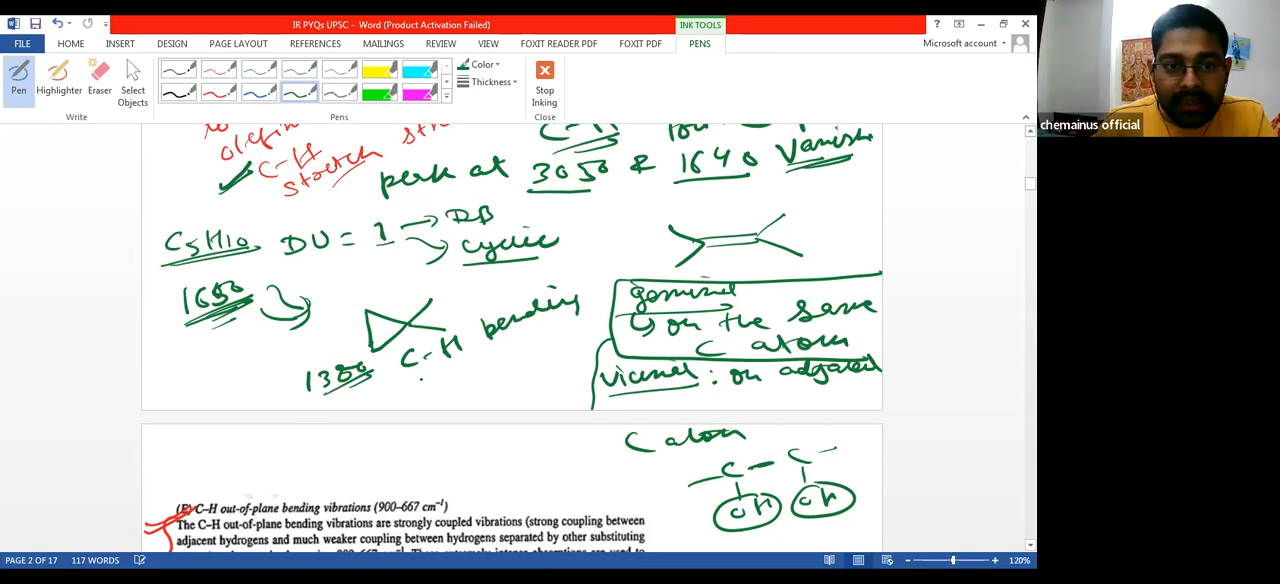 IR PYQs UPSC - Word (Product Activation Failed)
INK TOOLS
FILE HOME INSERT DESIGN PAGE LAYOUT REFERENCES MAILINGS REVIEW VIEW FOXIT READER PDF FOXIT PDF PENS
Microsoft account
Pen Highlighter Eraser Select Objects
Color
Thickness
Stop Inking
Write Pens Close
chemainus official
olefin
C-H
stretch
C-H
peak at 3050 & 1640 vanish
C5H10 DU = 1 → DB
cyclic
1650
geminal
on the same
C atom
C-H bending
1380
vicinal : on adjacent
C atom
C - C
OH OH
(E) C–H out-of-plane bending vibrations (900–667 cm⁻¹)
The C–H out-of-plane bending vibrations are strongly coupled vibrations (strong coupling between
adjacent hydrogens and much weaker coupling between hydrogens separated by other substituting
PAGE 2 OF 17 117 WORDS 120%